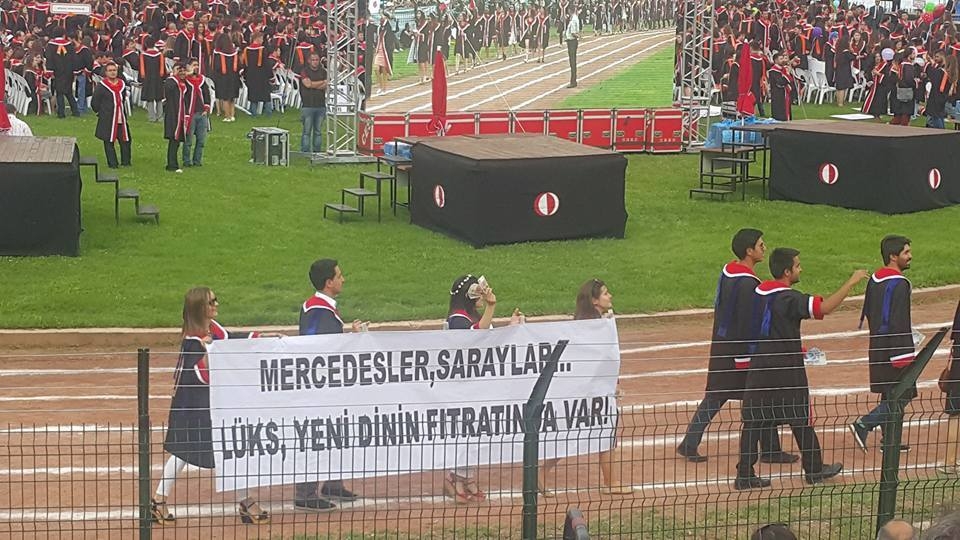 MERCEDESLER,SARAYLAR..
LÜKS, YENİ DİNİN FITRATINDA VAR!